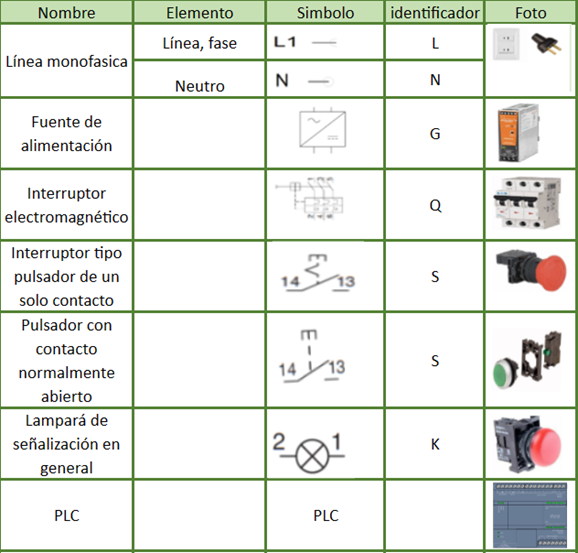 Nombre Elemento Simbolo identificador Foto
Línea monofasica
Línea, fase L1 L
Neutro N N
Fuente de
alimentación
G
Interruptor
electromagnético
Q
Interruptor tipo
pulsador de un
solo contacto
14 13
S
Pulsador con
contacto
normalmente
abierto
14 13
S
Lampará de
señalización en
general
2 1
K
PLC PLC